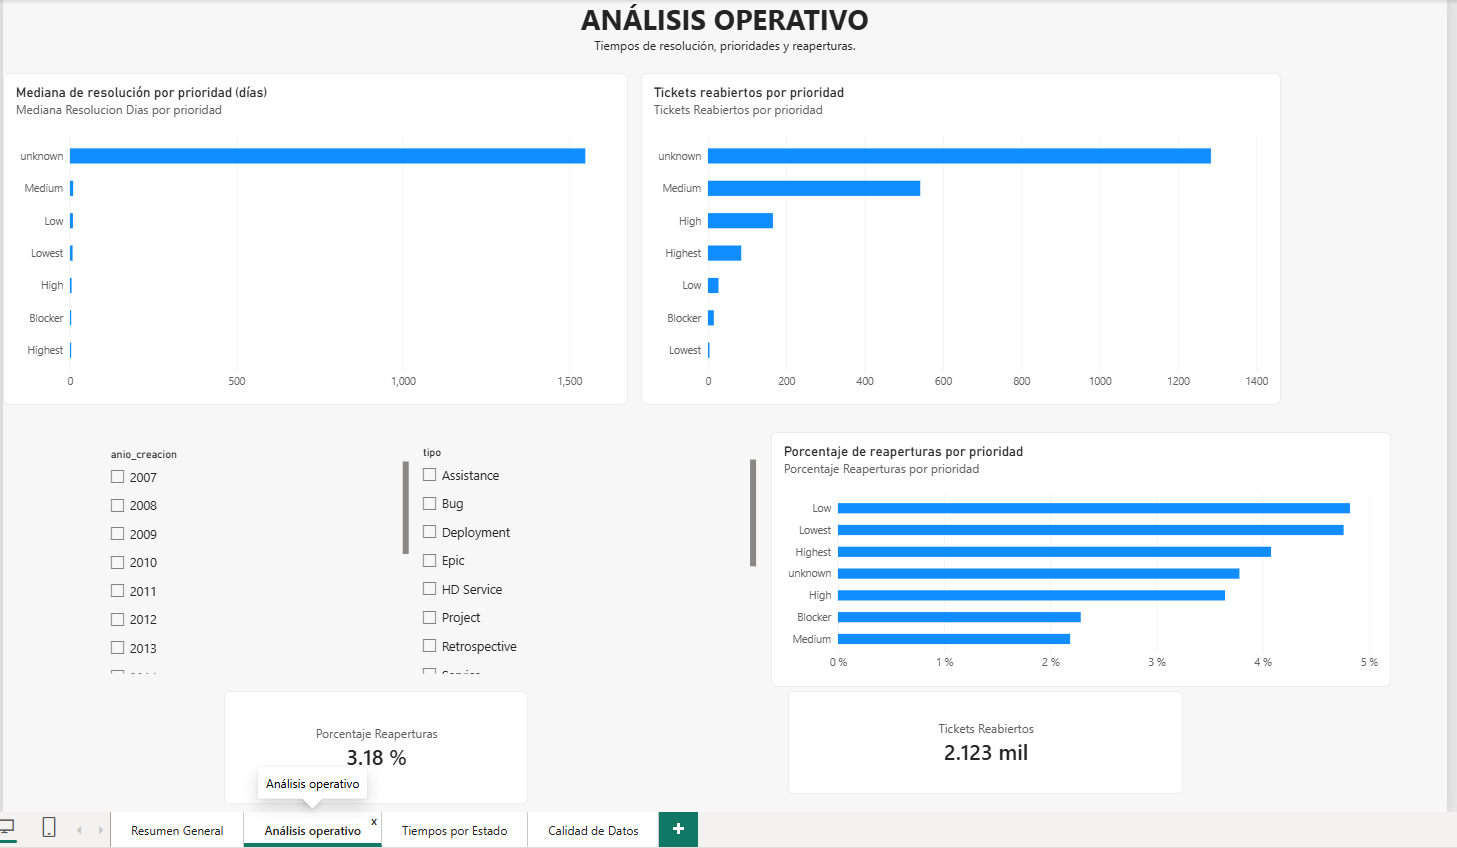 ANÁLISIS OPERATIVO
Tiempos de resolución, prioridades y reaperturas.
Mediana de resolución por prioridad (días)
Mediana Resolucion Dias por prioridad
unknown
Medium
Low
Lowest
High
Blocker
Highest
0
500
1,000
1,500
Tickets reabiertos por prioridad
Tickets Reabiertos por prioridad
unknown
Medium
High
Highest
Low
Blocker
Lowest
0
200
400
600
800
1000
1200
1400
anio_creacion
2007
2008
2009
2010
2011
2012
2013
tipo
Assistance
Bug
Deployment
Epic
HD Service
Project
Retrospective
Porcentaje de reaperturas por prioridad
Porcentaje Reaperturas por prioridad
Low
Lowest
Highest
unknown
High
Blocker
Medium
0 %
1 %
2 %
3 %
4 %
5 %
Porcentaje Reaperturas
3.18 %
Tickets Reabiertos
2.123 mil
Análisis operativo
Resumen General
Análisis operativo
x
Tiempos por Estado
Calidad de Datos
+